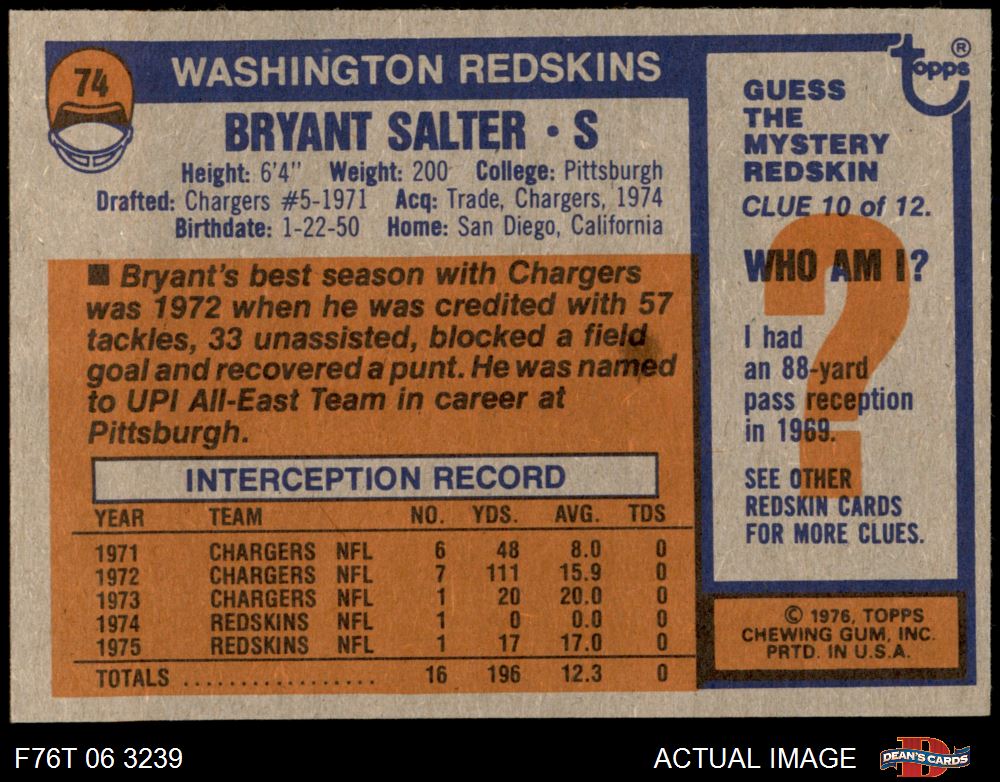 74
WASHINGTON REDSKINS
BRYANT SALTER • S
Height: 6'4" Weight: 200 College: Pittsburgh
Drafted: Chargers #5-1971 Acq: Trade, Chargers, 1974
Birthdate: 1-22-50 Home: San Diego, California
■ Bryant's best season with Chargers
was 1972 when he was credited with 57
tackles, 33 unassisted, blocked a field
goal and recovered a punt. He was named
to UPI All-East Team in career at
Pittsburgh.
INTERCEPTION RECORD
YEAR TEAM NO. YDS. AVG. TDS
1971 CHARGERS NFL 6 48 8.0 0
1972 CHARGERS NFL 7 111 15.9 0
1973 CHARGERS NFL 1 20 20.0 0
1974 REDSKINS NFL 1 0 0.0 0
1975 REDSKINS NFL 1 17 17.0 0
TOTALS ................. 16 196 12.3 0
topps ®
GUESS
THE
MYSTERY
REDSKIN
CLUE 10 of 12.
WHO AM I?
?
I had
an 88-yard
pass reception
in 1969.
SEE OTHER
REDSKIN CARDS
FOR MORE CLUES.
© 1976, TOPPS
CHEWING GUM, INC.
PRTD. IN U.S.A.
F76T 06 3239
ACTUAL IMAGE
D
DEAN'S CARDS